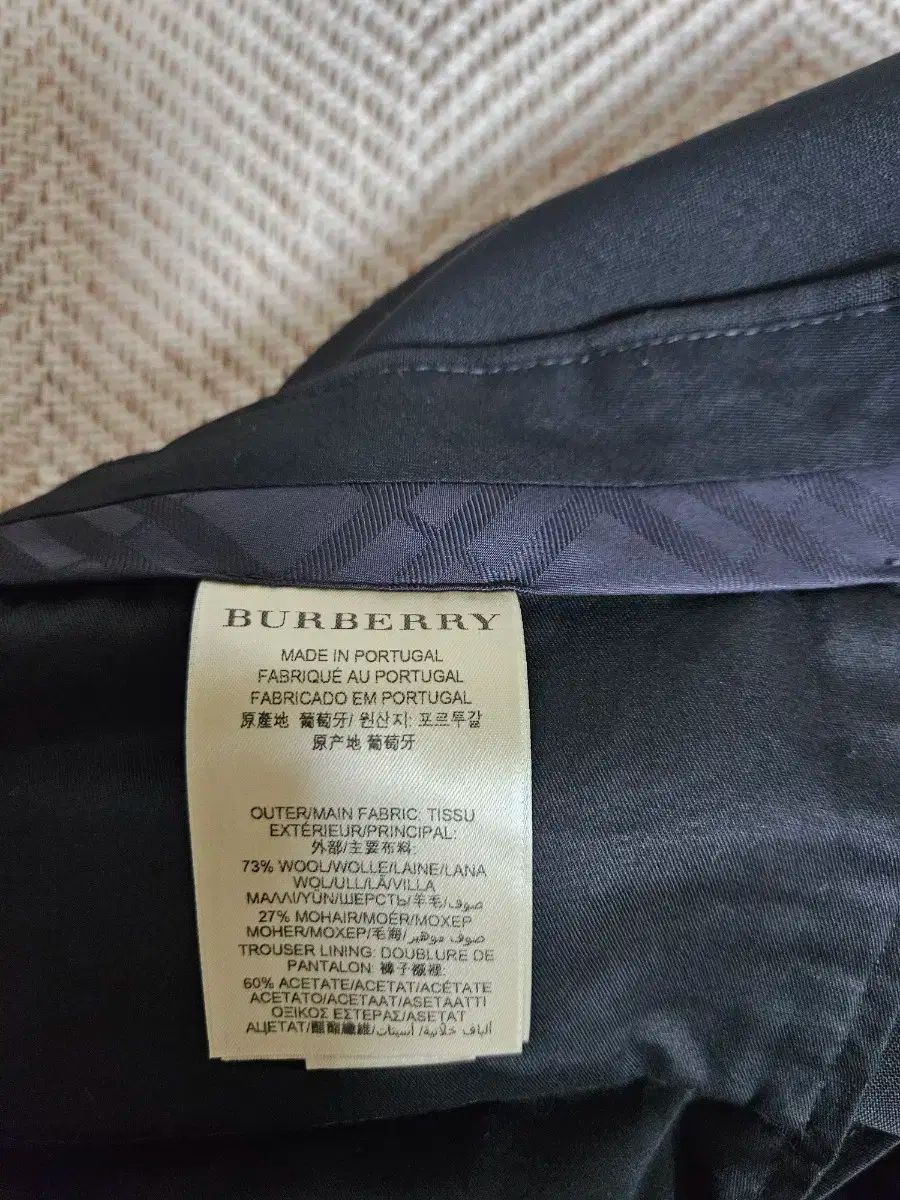 BURBERRY
MADE IN PORTUGAL
FABRIQUÉ AU PORTUGAL
FABRICADO EM PORTUGAL
原產地 葡萄牙/ 원산지: 포르투갈
原产地 葡萄牙
OUTER/MAIN FABRIC: TISSU
EXTÉRIEUR/PRINCIPAL:
外部/主要布料:
73% WOOL/WOLLE/LAINE/LANA
WOL/ULL/LÃ/VILLA
ΜΑΛΛΙ/YÜN/ШЕРСТЬ/羊毛/صوف
27% MOHAIR/MOÉR/MOXEP
MOHER/MOXEP/毛海/صوف موهير
TROUSER LINING: DOUBLURE DE
PANTALON: 褲子襯裡:
60% ACETATE/ACETAT/ACÉTATE
ACETATO/ACETAAT/ASETAATTI
ΟΞΙΚΟΣ ΕΣΤΕΡΑΣ/ASETAT
АЦЕТАТ/醋酯纖維/أسيتات/ألياف خلابية